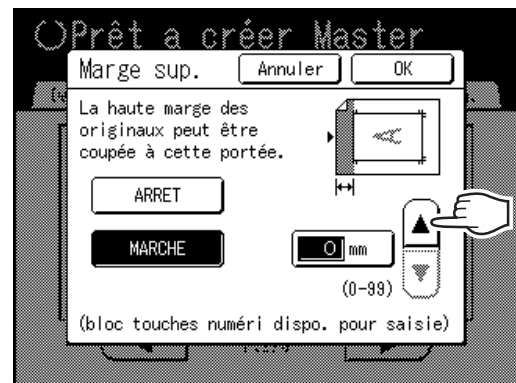 Prêt a créer Master
Marge sup.
Annuler
OK
La haute marge des
originaux peut être
coupée à cette portée.
ARRET
MARCHE
0 mm
(0-99)
(bloc touches numéri dispo. pour saisie)